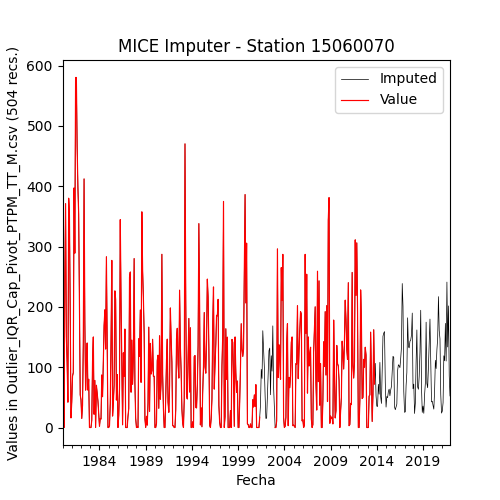 MICE Imputer - Station 15060070
Values in Outlier_IQR_Cap_Pivot_PTPM_TT_M.csv (504 recs.)
600
500
400
300
200
100
0
Imputed
Value
1984 1989 1994 1999 2004 2009 2014 2019
Fecha